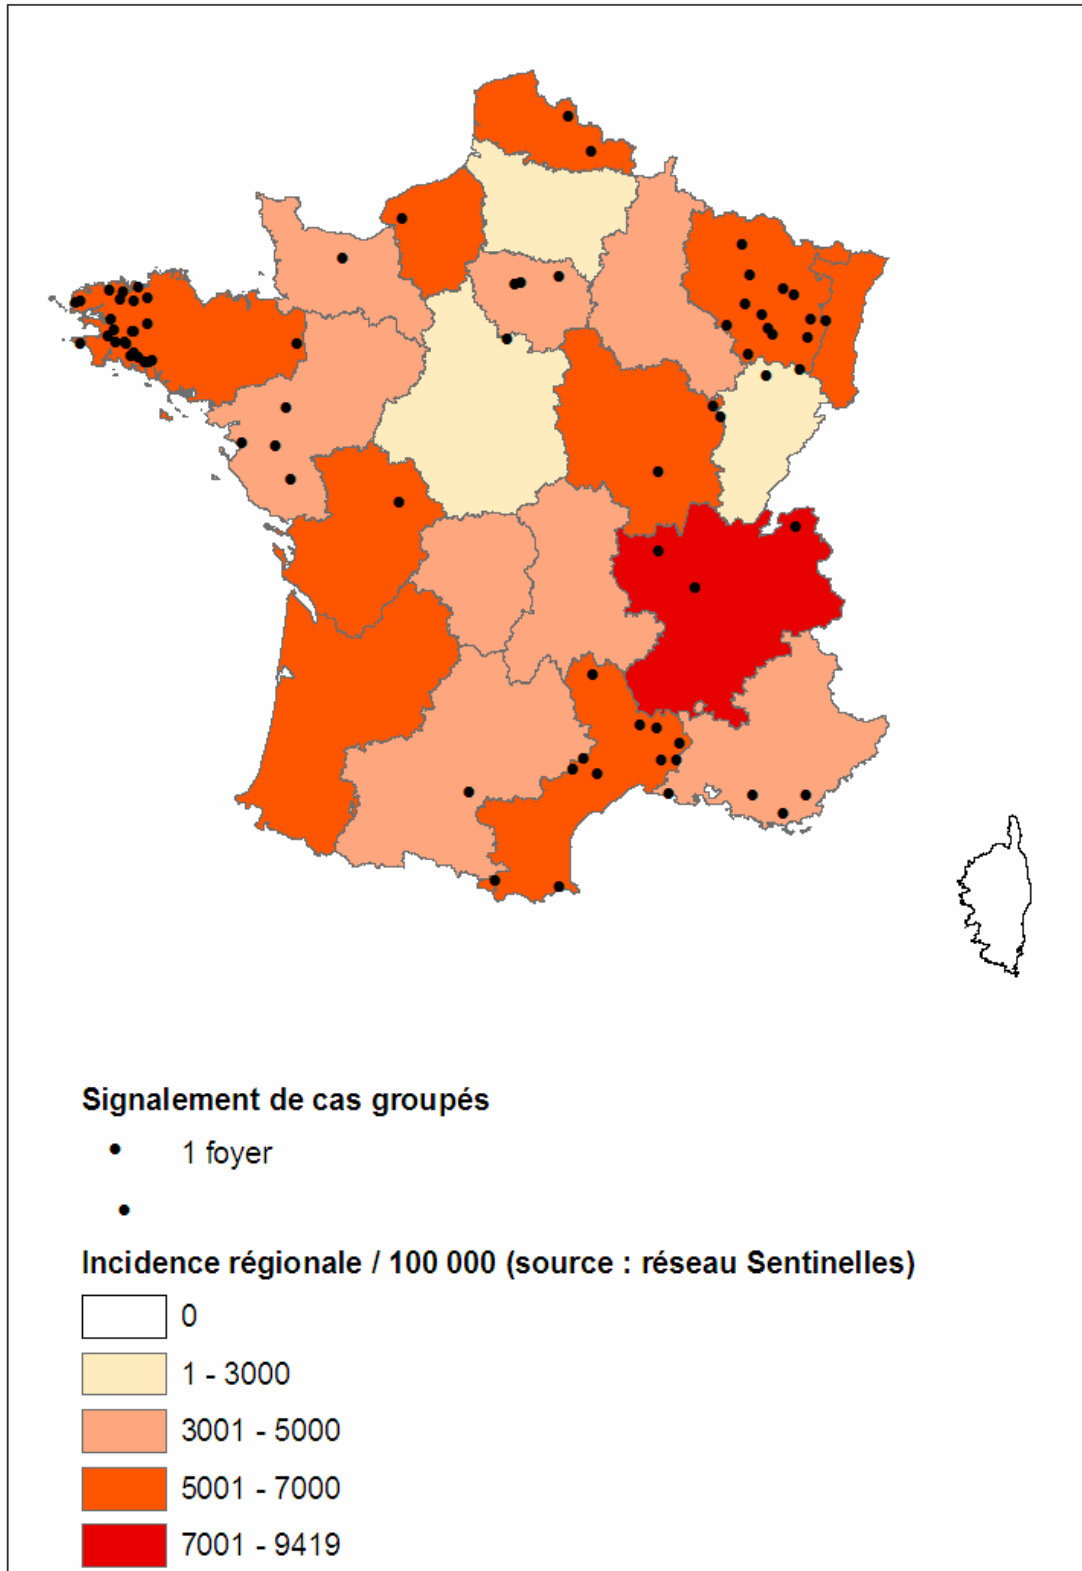 Signalement de cas groupés
1 foyer
Incidence régionale / 100 000 (source : réseau Sentinelles)
0
1 - 3000
3001 - 5000
5001 - 7000
7001 - 9419